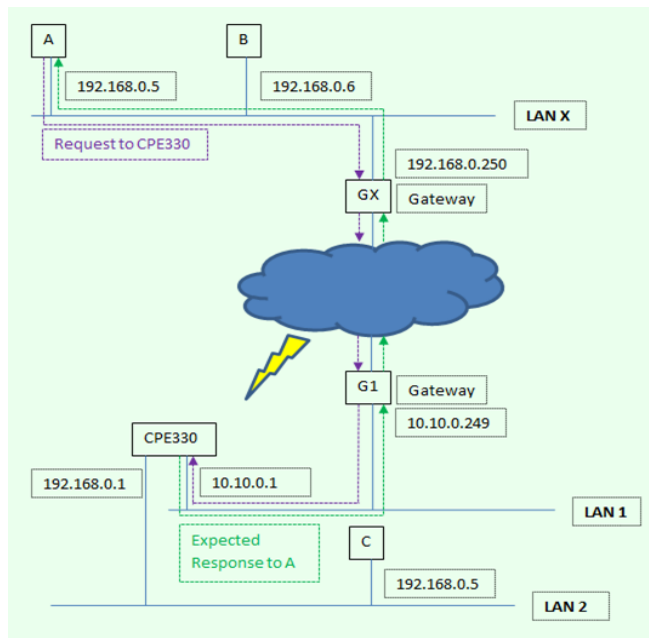 A
B
192.168.0.5
192.168.0.6
LAN X
Request to CPE330
192.168.0.250
GX
Gateway
G1
Gateway
10.10.0.249
CPE330
192.168.0.1
10.10.0.1
LAN 1
Expected
Response to A
C
192.168.0.5
LAN 2